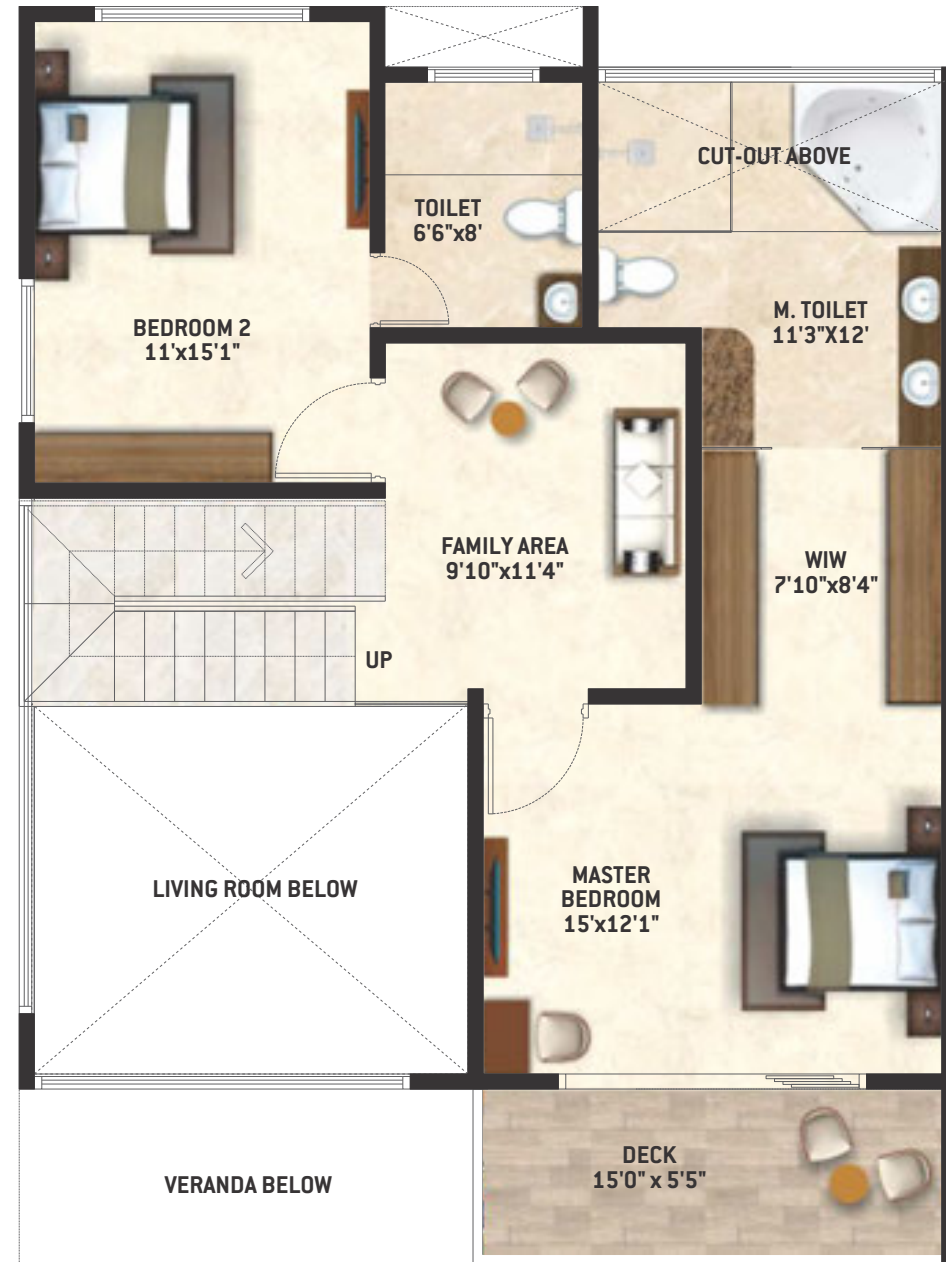 CUT-OUT ABOVE
TOILET
6'6"x8'
M. TOILET
11'3"X12'
BEDROOM 2
11'x15'1"
FAMILY AREA
9'10"x11'4"
WIW
7'10"x8'4"
UP
LIVING ROOM BELOW
MASTER
BEDROOM
15'x12'1"
DECK
15'0" x 5'5"
VERANDA BELOW